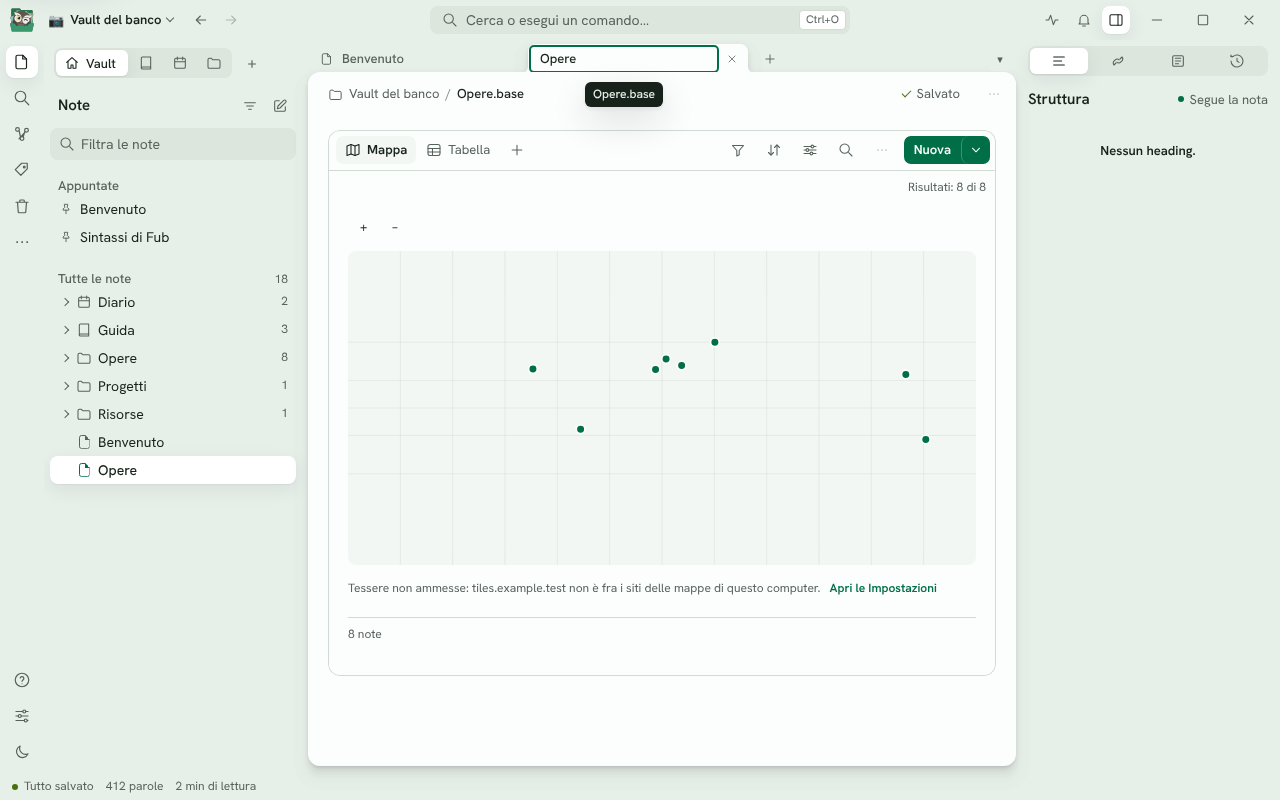 Vault del banco
Cerca o esegui un comando...
Ctrl+O
Vault
Benvenuto
Opere
Note
Vault del banco / Opere.base
Opere.base
Salvato
Struttura
Segue la nota
Filtra le note
Mappa
Tabella
Nuova
Nessun heading.
Appuntate
Risultati: 8 di 8
Benvenuto
Sintassi di Fub
+ −
Tutte le note 18
Diario 2
Guida 3
Opere 8
Progetti 1
Risorse 1
Benvenuto
Opere
Tessere non ammesse: tiles.example.test non è fra i siti delle mappe di questo computer. Apri le Impostazioni
8 note
Tutto salvato 412 parole 2 min di lettura